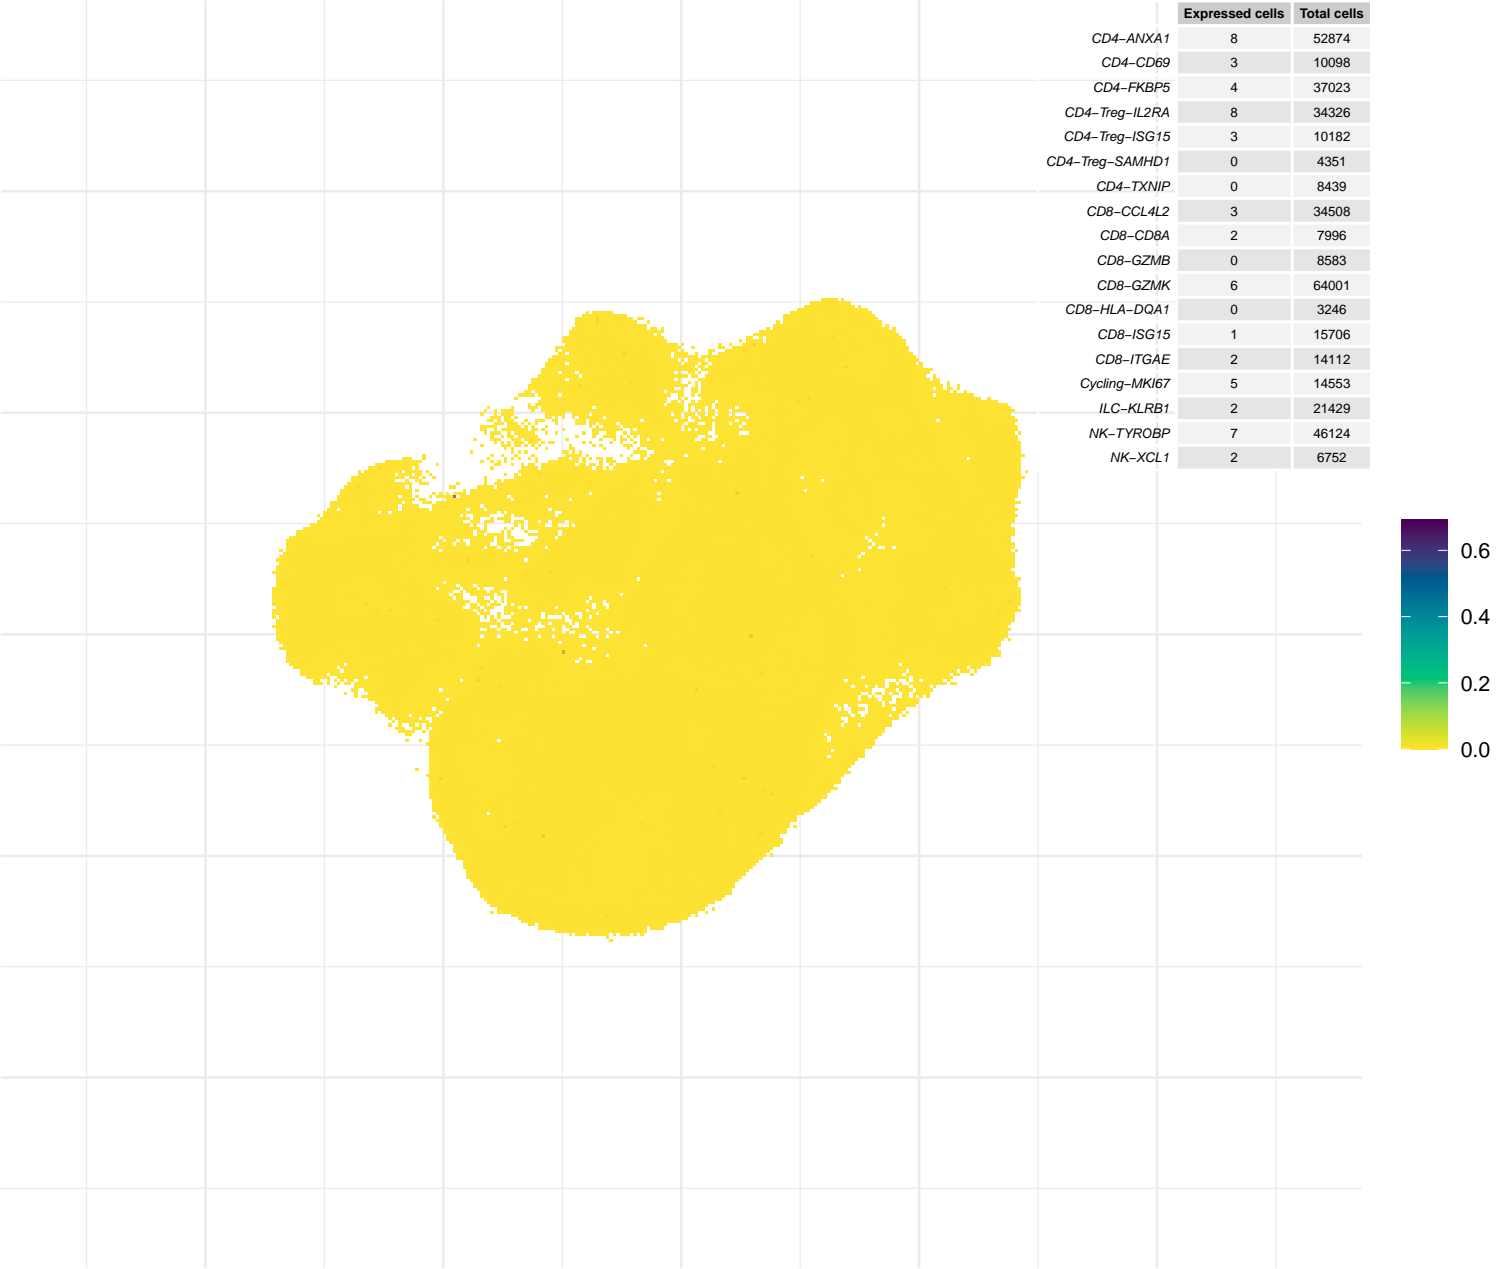 Expressed cells Total cells
CD4−ANXA1 8 52874
CD4−CD69 3 10098
CD4−FKBP5 4 37023
CD4−Treg−IL2RA 8 34326
CD4−Treg−ISG15 3 10182
CD4−Treg−SAMHD1 0 4351
CD4−TXNIP 0 8439
CD8−CCL4L2 3 34508
CD8−CD8A 2 7996
CD8−GZMB 0 8583
CD8−GZMK 6 64001
CD8−HLA−DQA1 0 3246
CD8−ISG15 1 15706
CD8−ITGAE 2 14112
Cycling−MKI67 5 14553
ILC−KLRB1 2 21429
NK−TYROBP 7 46124
NK−XCL1 2 6752
0.6
0.4
0.2
0.0